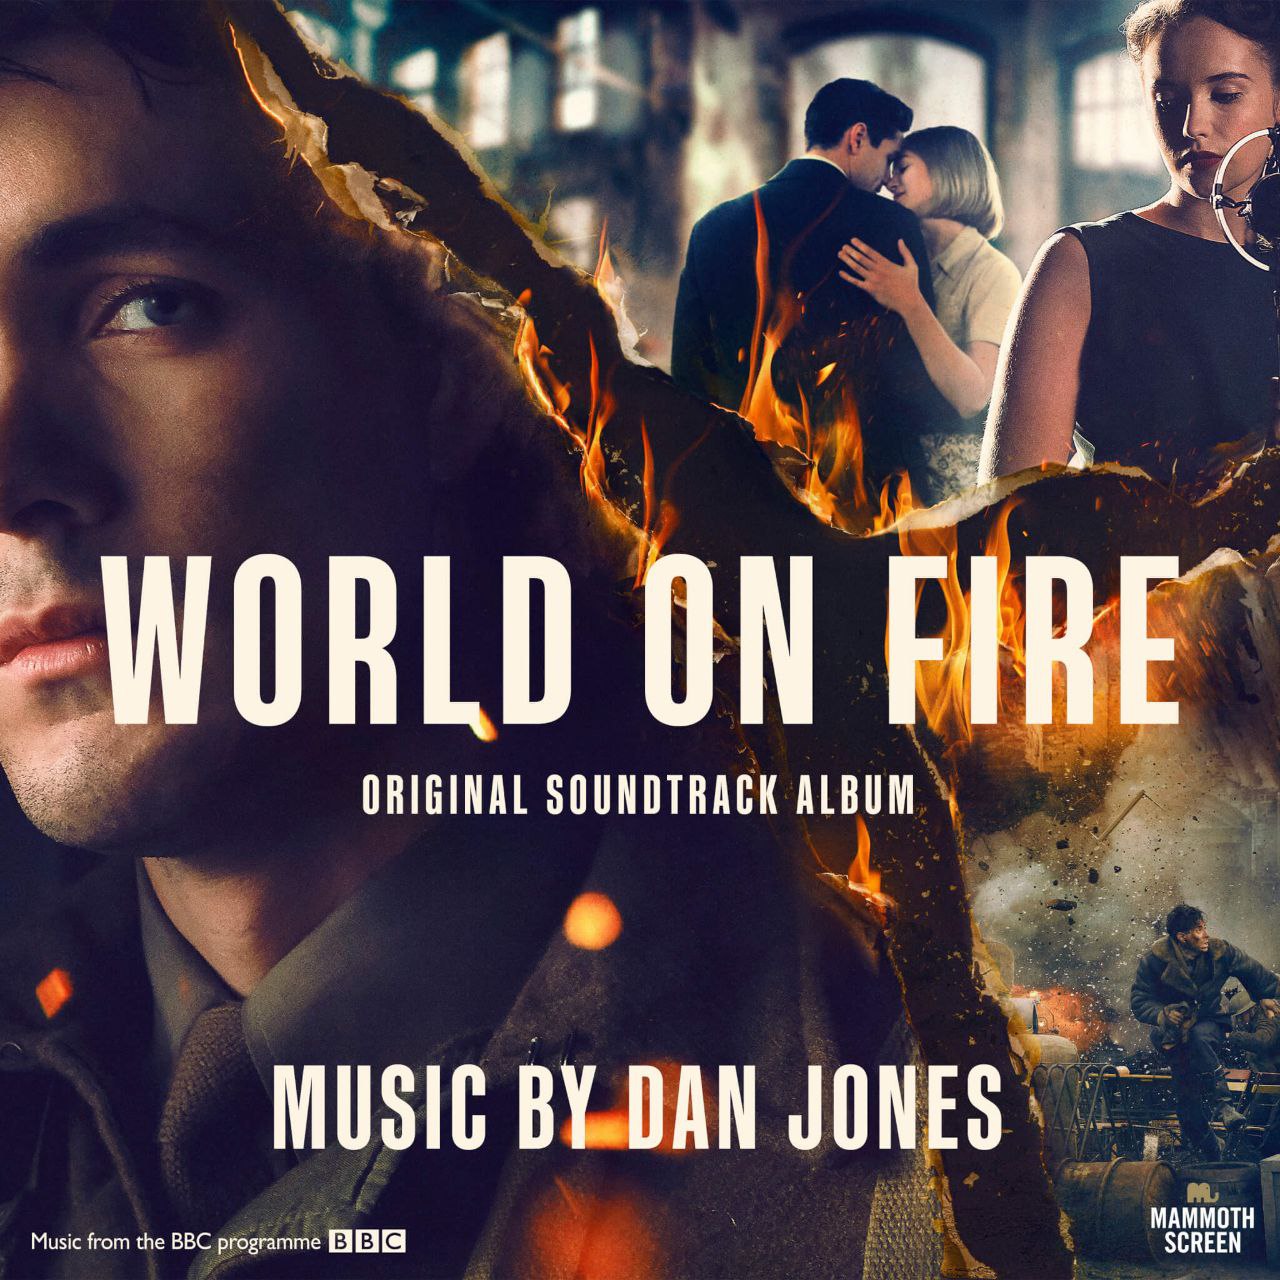 WORLD ON FIRE
ORIGINAL SOUNDTRACK ALBUM
MUSIC BY DAN JONES
Music from the BBC programme BBC
MAMMOTH
SCREEN